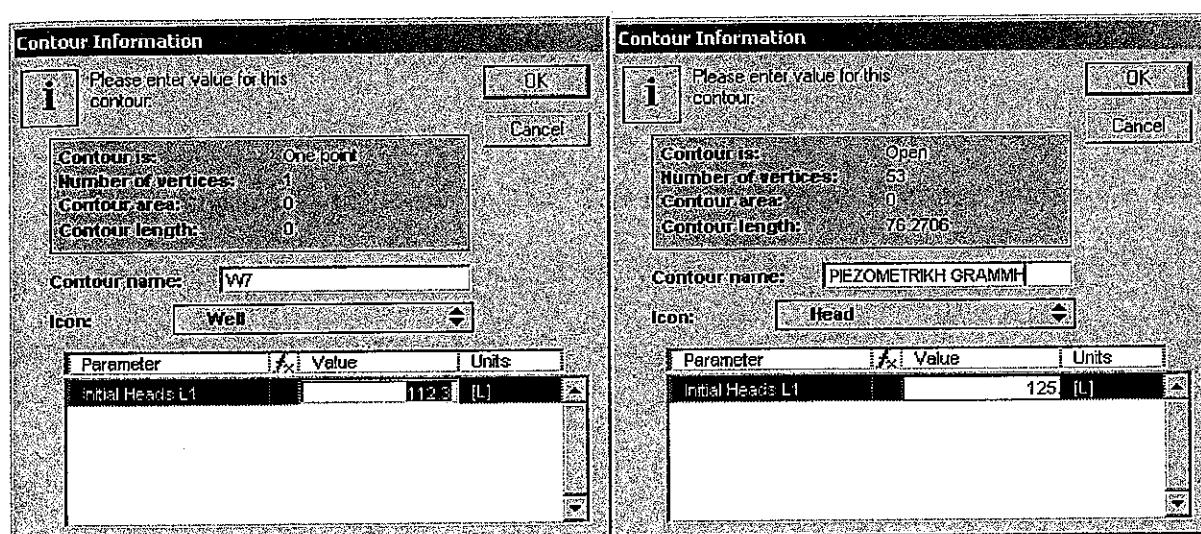 Contour Information
i
Please enter value for this
contour:
OK
Cancel
Contour is: One point
Number of vertices: 1
Contour area: 0
Contour length: 0
Contour name: W7
Icon: Well
Parameter fx Value Units
Initial Heads L1 112.3 [L]
Contour Information
i
Please enter value for this
contour:
OK
Cancel
Contour is: Open
Number of vertices: 53
Contour area: 0
Contour length: 76.2706
Contour name: PIEZOMETRIKH GRAMMH
Icon: Head
Parameter fx Value Units
Initial Heads L1 125. [L]